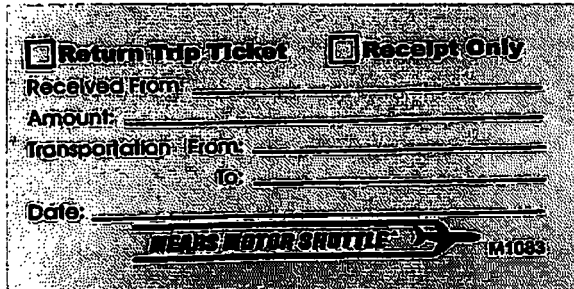 Return Trip Ticket Receipt Only
Received From:
Amount:
Transportation From:
To:
Date:
MEARS MOTOR SHUTTLE M1083